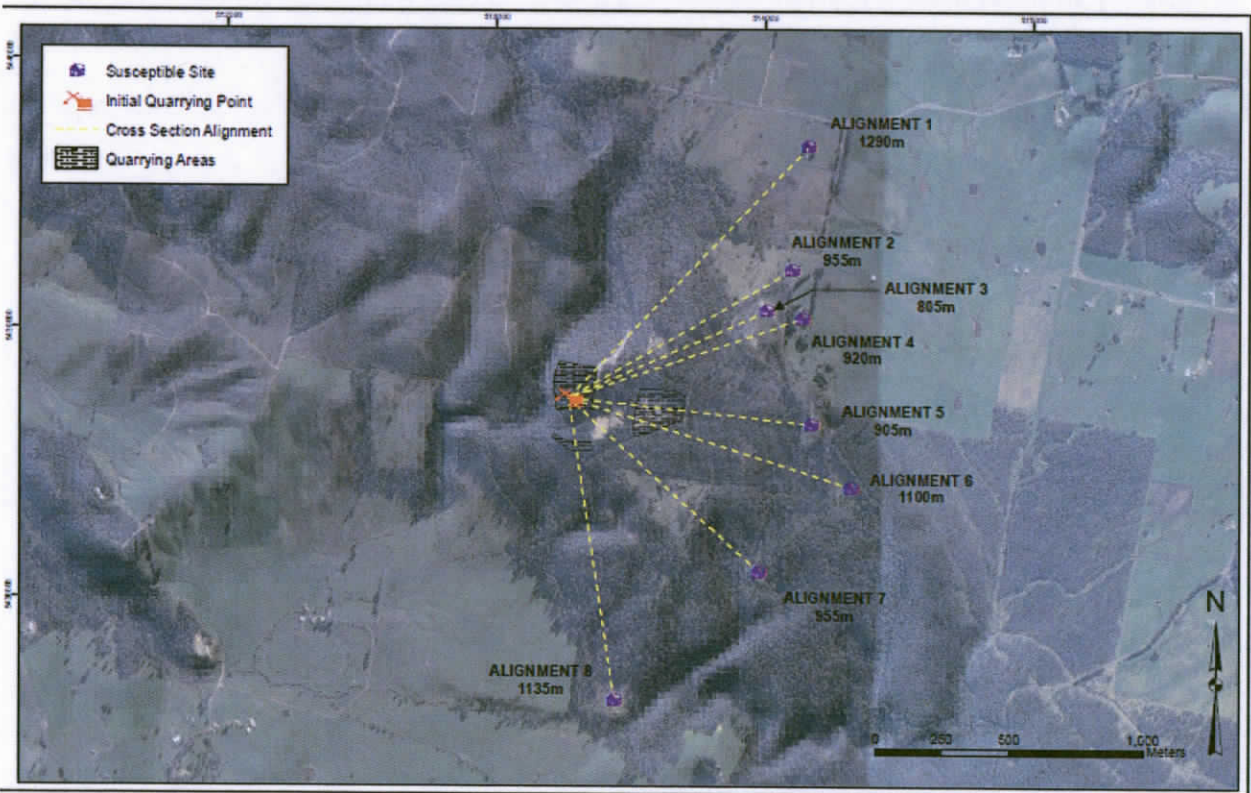 Susceptible Site
Initial Quarrying Point
Cross Section Alignment
Quarrying Areas
ALIGNMENT 1
1290m
ALIGNMENT 2
955m
ALIGNMENT 3
805m
ALIGNMENT 4
920m
ALIGNMENT 5
905m
ALIGNMENT 6
1100m
ALIGNMENT 7
955m
ALIGNMENT 8
1135m
N
0 250 500 1,000
Meters